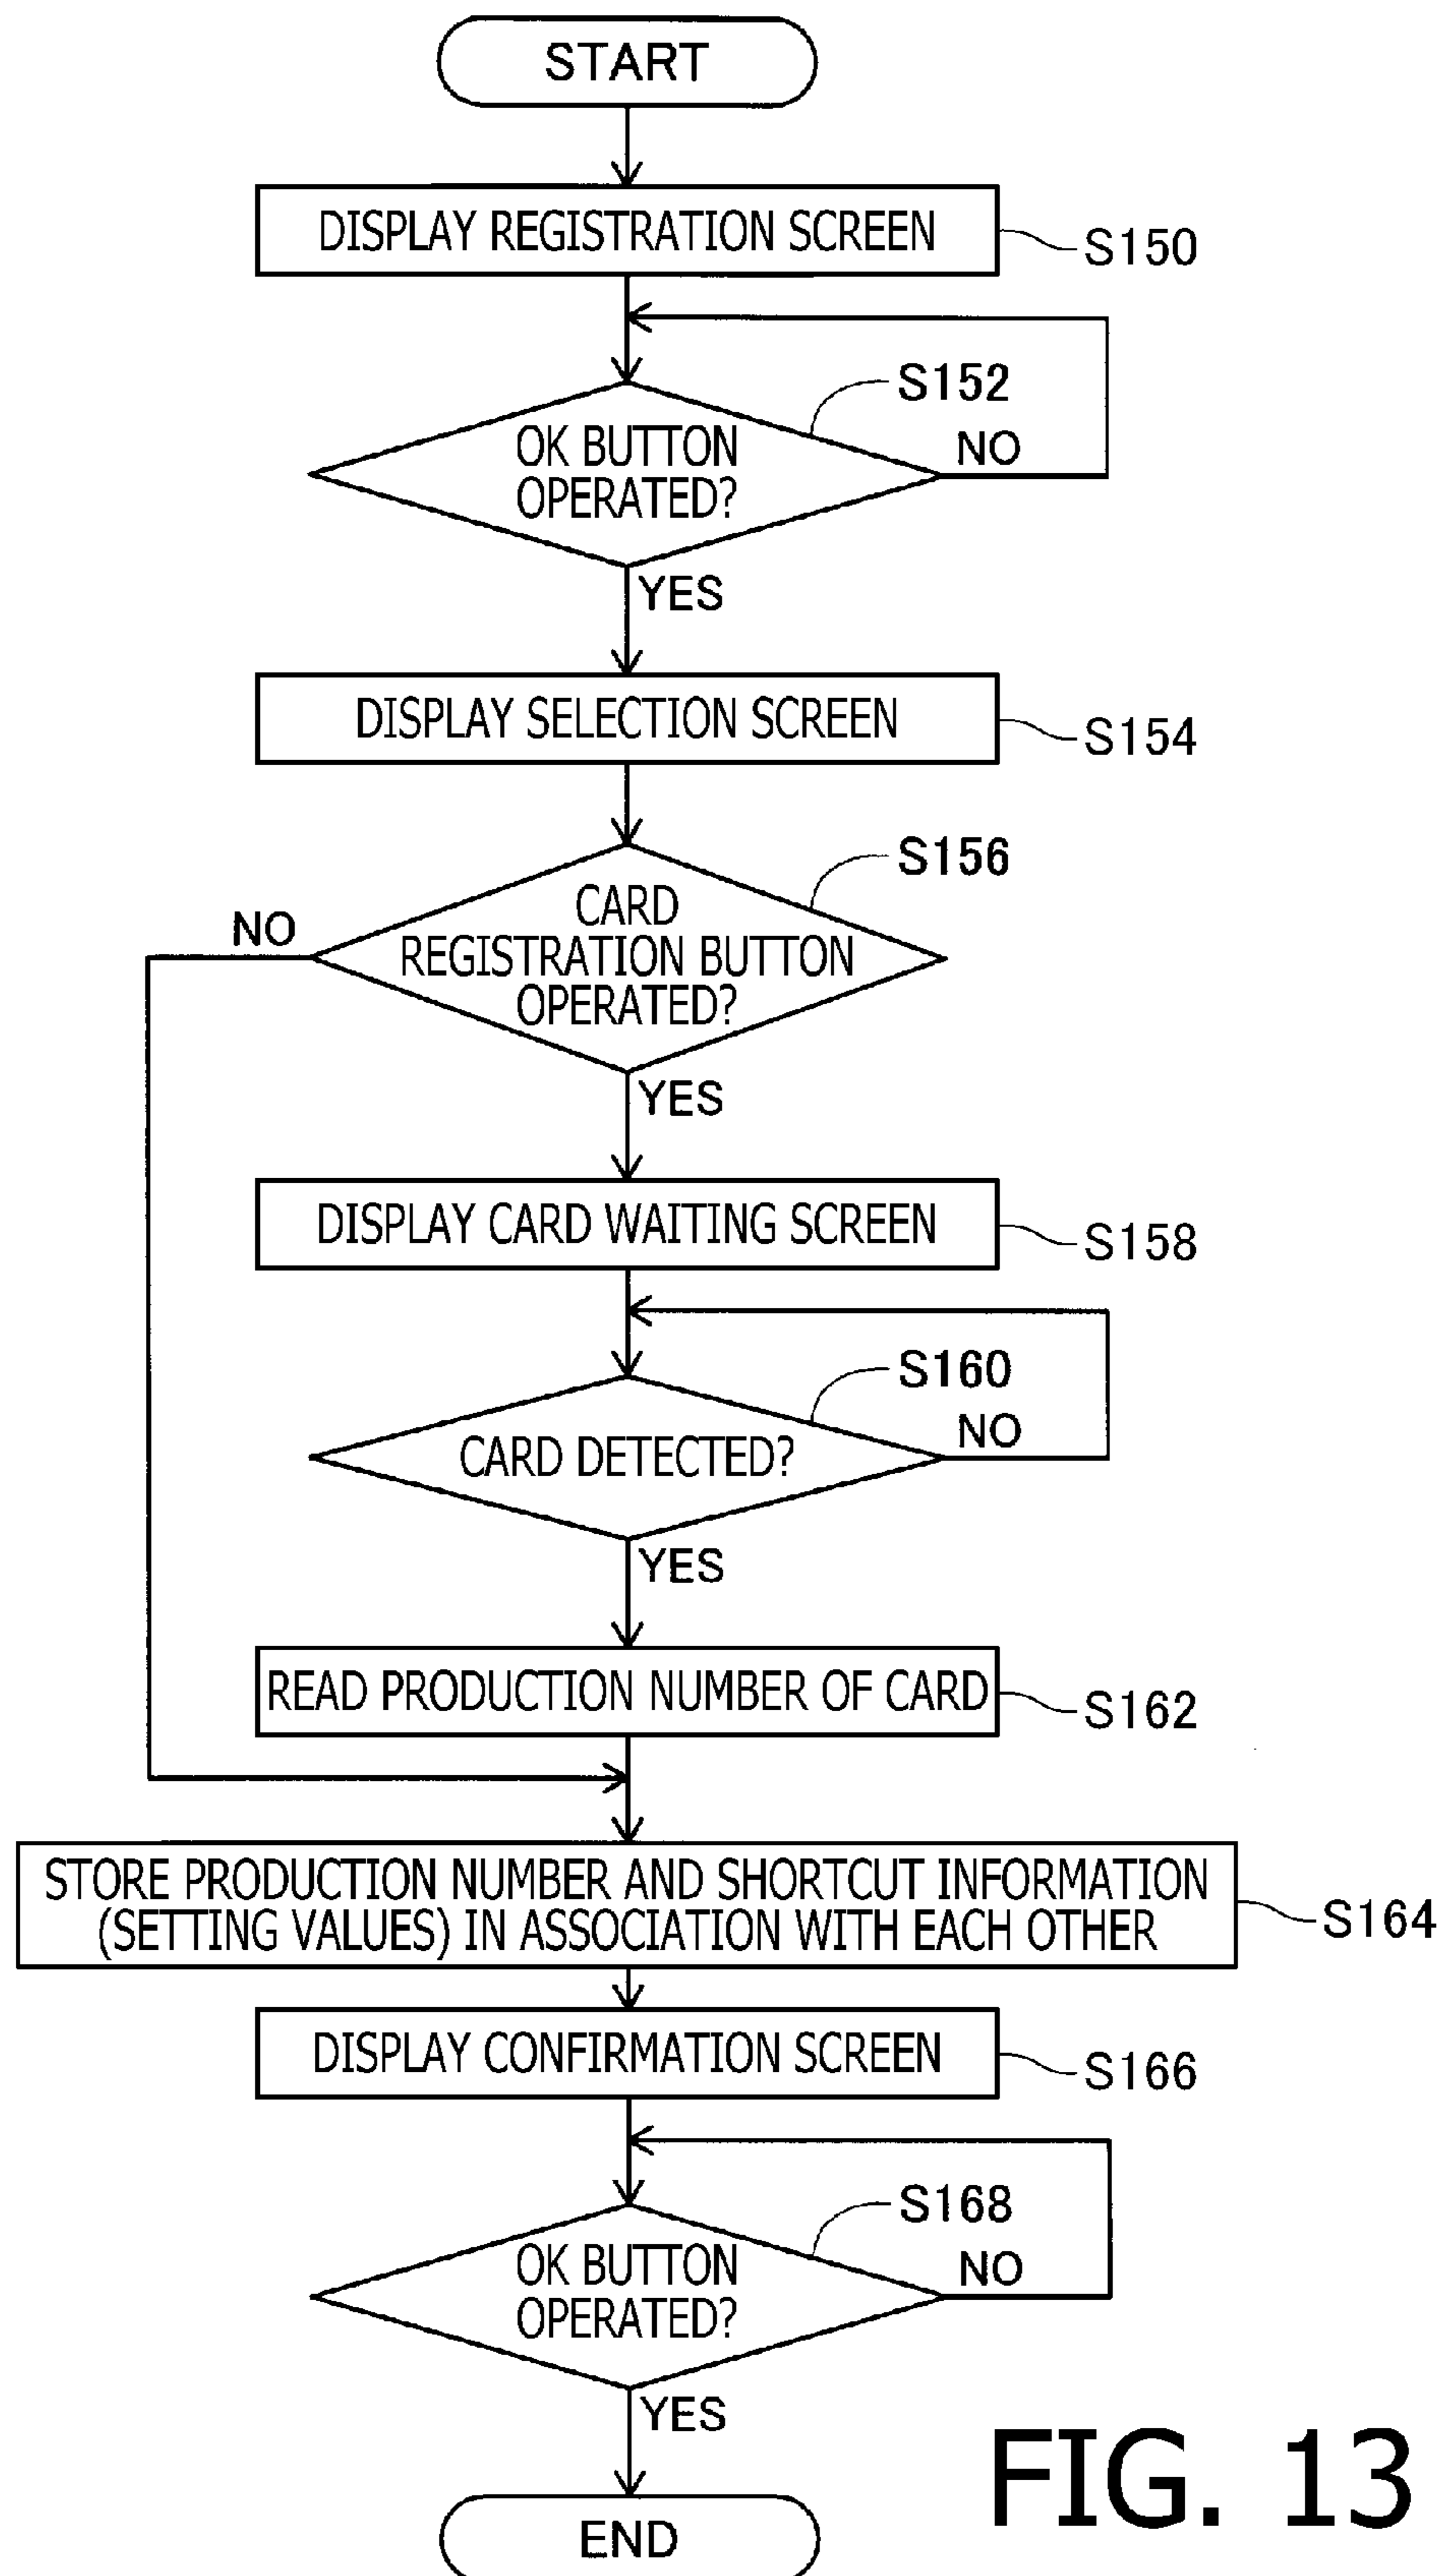 START
DISPLAY REGISTRATION SCREEN
S150
S152
OK BUTTON
OPERATED?
NO
YES
DISPLAY SELECTION SCREEN
S154
S156
CARD
REGISTRATION BUTTON
OPERATED?
NO
YES
DISPLAY CARD WAITING SCREEN
S158
S160
CARD DETECTED?
NO
YES
READ PRODUCTION NUMBER OF CARD
S162
STORE PRODUCTION NUMBER AND SHORTCUT INFORMATION
(SETTING VALUES) IN ASSOCIATION WITH EACH OTHER
S164
DISPLAY CONFIRMATION SCREEN
S166
S168
OK BUTTON
OPERATED?
NO
YES
END
FIG. 13